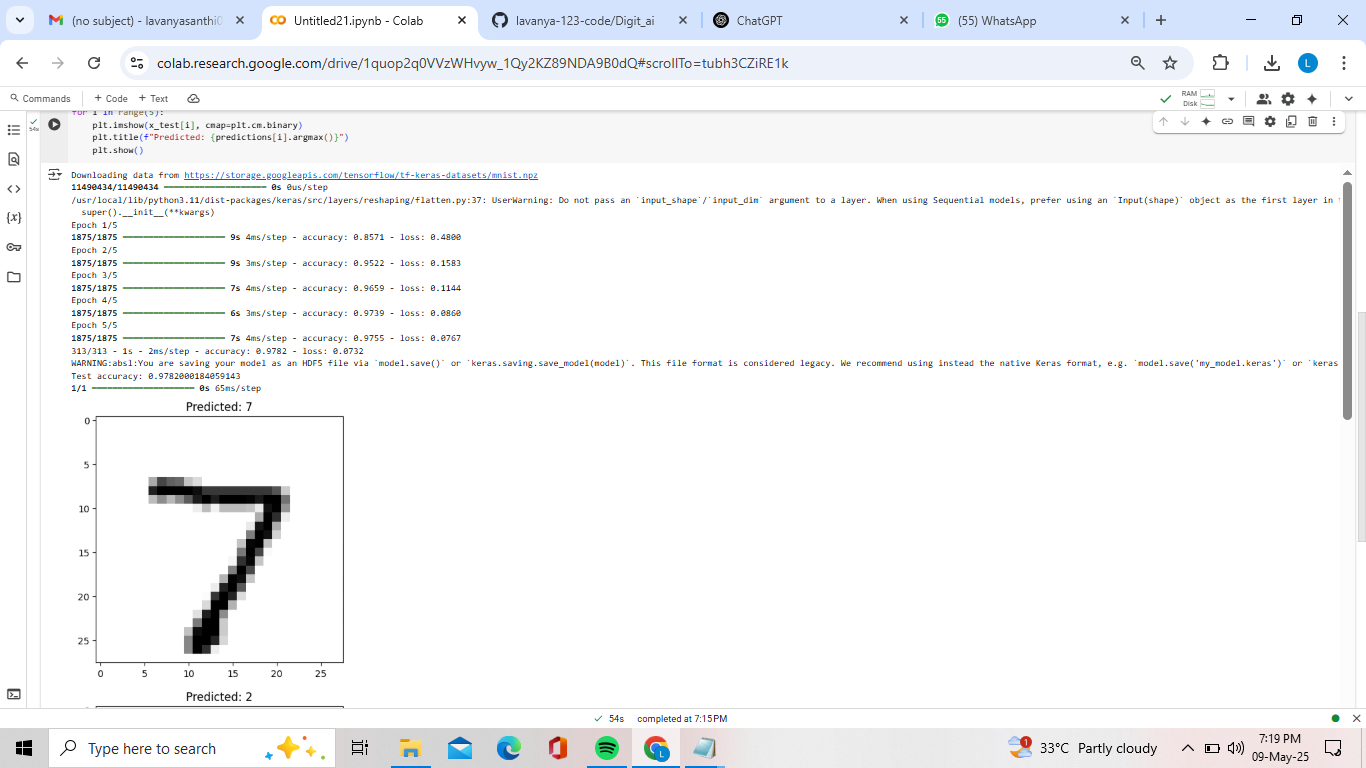 (no subject) - lavanyasanthi
Untitled21.ipynb - Colab
lavanya-123-code/Digit_ai
ChatGPT
55
(55) WhatsApp
colab.research.google.com/drive/1quop2q0VVzWHvyw_1Qy2KZ89NDA9B0dQ#scrollTo=tubh3CZiRE1k
L
Commands
+ Code + Text
RAM
Disk
54s
for i in range(5):
plt.imshow(x_test[i], cmap=plt.cm.binary)
plt.title(f"Predicted: {predictions[i].argmax()}")
plt.show()
Downloading data from https://storage.googleapis.com/tensorflow/tf-keras-datasets/mnist.npz
11490434/11490434 0s 0us/step
/usr/local/lib/python3.11/dist-packages/keras/src/layers/reshaping/flatten.py:37: UserWarning: Do not pass an `input_shape`/`input_dim` argument to a layer. When using Sequential models, prefer using an `Input(shape)` object as the first layer in
super().__init__(**kwargs)
Epoch 1/5
1875/1875 9s 4ms/step - accuracy: 0.8571 - loss: 0.4800
Epoch 2/5
1875/1875 9s 3ms/step - accuracy: 0.9522 - loss: 0.1583
Epoch 3/5
1875/1875 7s 4ms/step - accuracy: 0.9659 - loss: 0.1144
Epoch 4/5
1875/1875 6s 3ms/step - accuracy: 0.9739 - loss: 0.0860
Epoch 5/5
1875/1875 7s 4ms/step - accuracy: 0.9755 - loss: 0.0767
313/313 - 1s - 2ms/step - accuracy: 0.9782 - loss: 0.0732
WARNING:absl:You are saving your model as an HDF5 file via `model.save()` or `keras.saving.save_model(model)`. This file format is considered legacy. We recommend using instead the native Keras format, e.g. `model.save('my_model.keras')` or `keras
Test accuracy: 0.9782000184059143
1/1 0s 65ms/step
Predicted: 7
0
5
10
15
20
25
0 5 10 15 20 25
Predicted: 2
54s completed at 7:15 PM
Type here to search
L
1
33°C Partly cloudy
7:19 PM
09-May-25